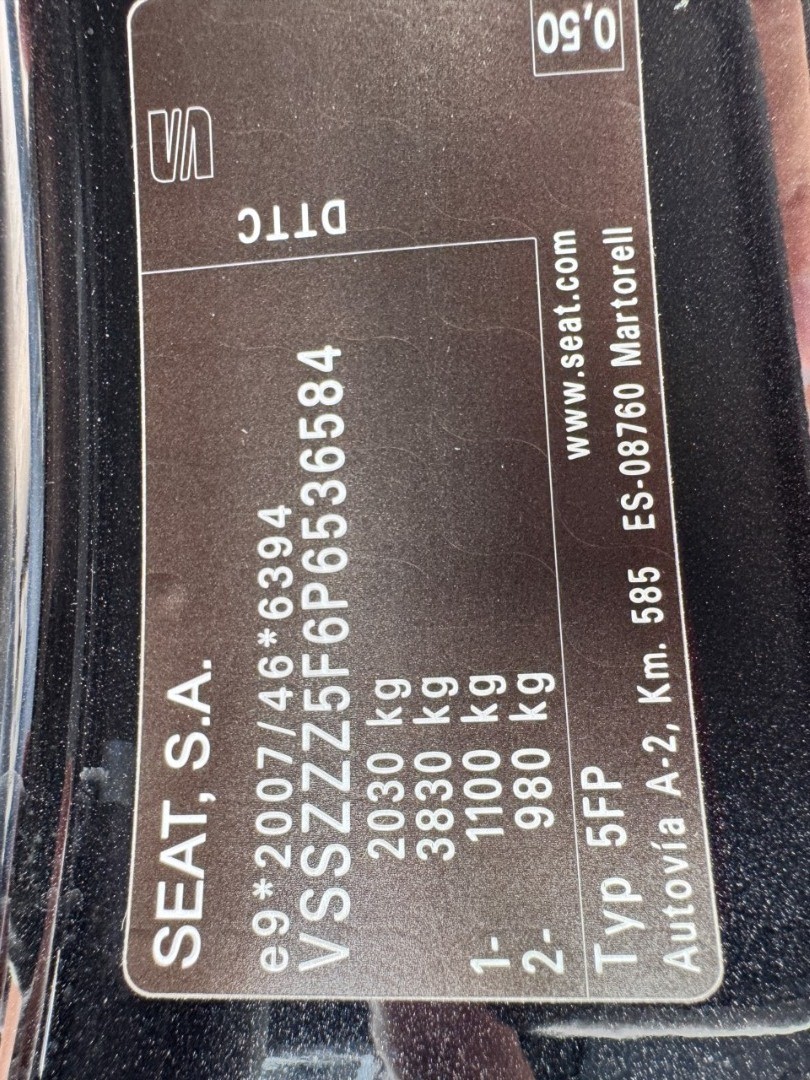 SEAT, S.A.
e9*2007/46*6394
VSSZZZ5F6P6536584
2030 kg
3830 kg
1- 1100 kg
2- 980 kg
DTTC
Typ 5FP
www.seat.com
Autovía A-2, Km. 585 ES-08760 Martorell
0,50